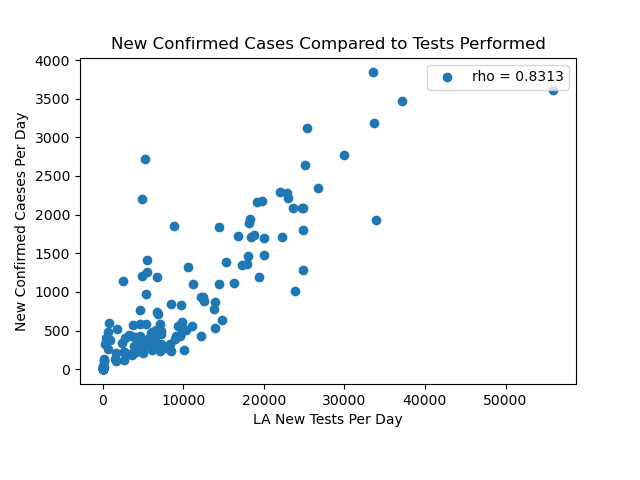 New Confirmed Cases Compared to Tests Performed
rho = 0.8313
4000
3500
3000
2500
2000
1500
1000
500
0
New Confirmed Caeses Per Day
0 10000 20000 30000 40000 50000
LA New Tests Per Day